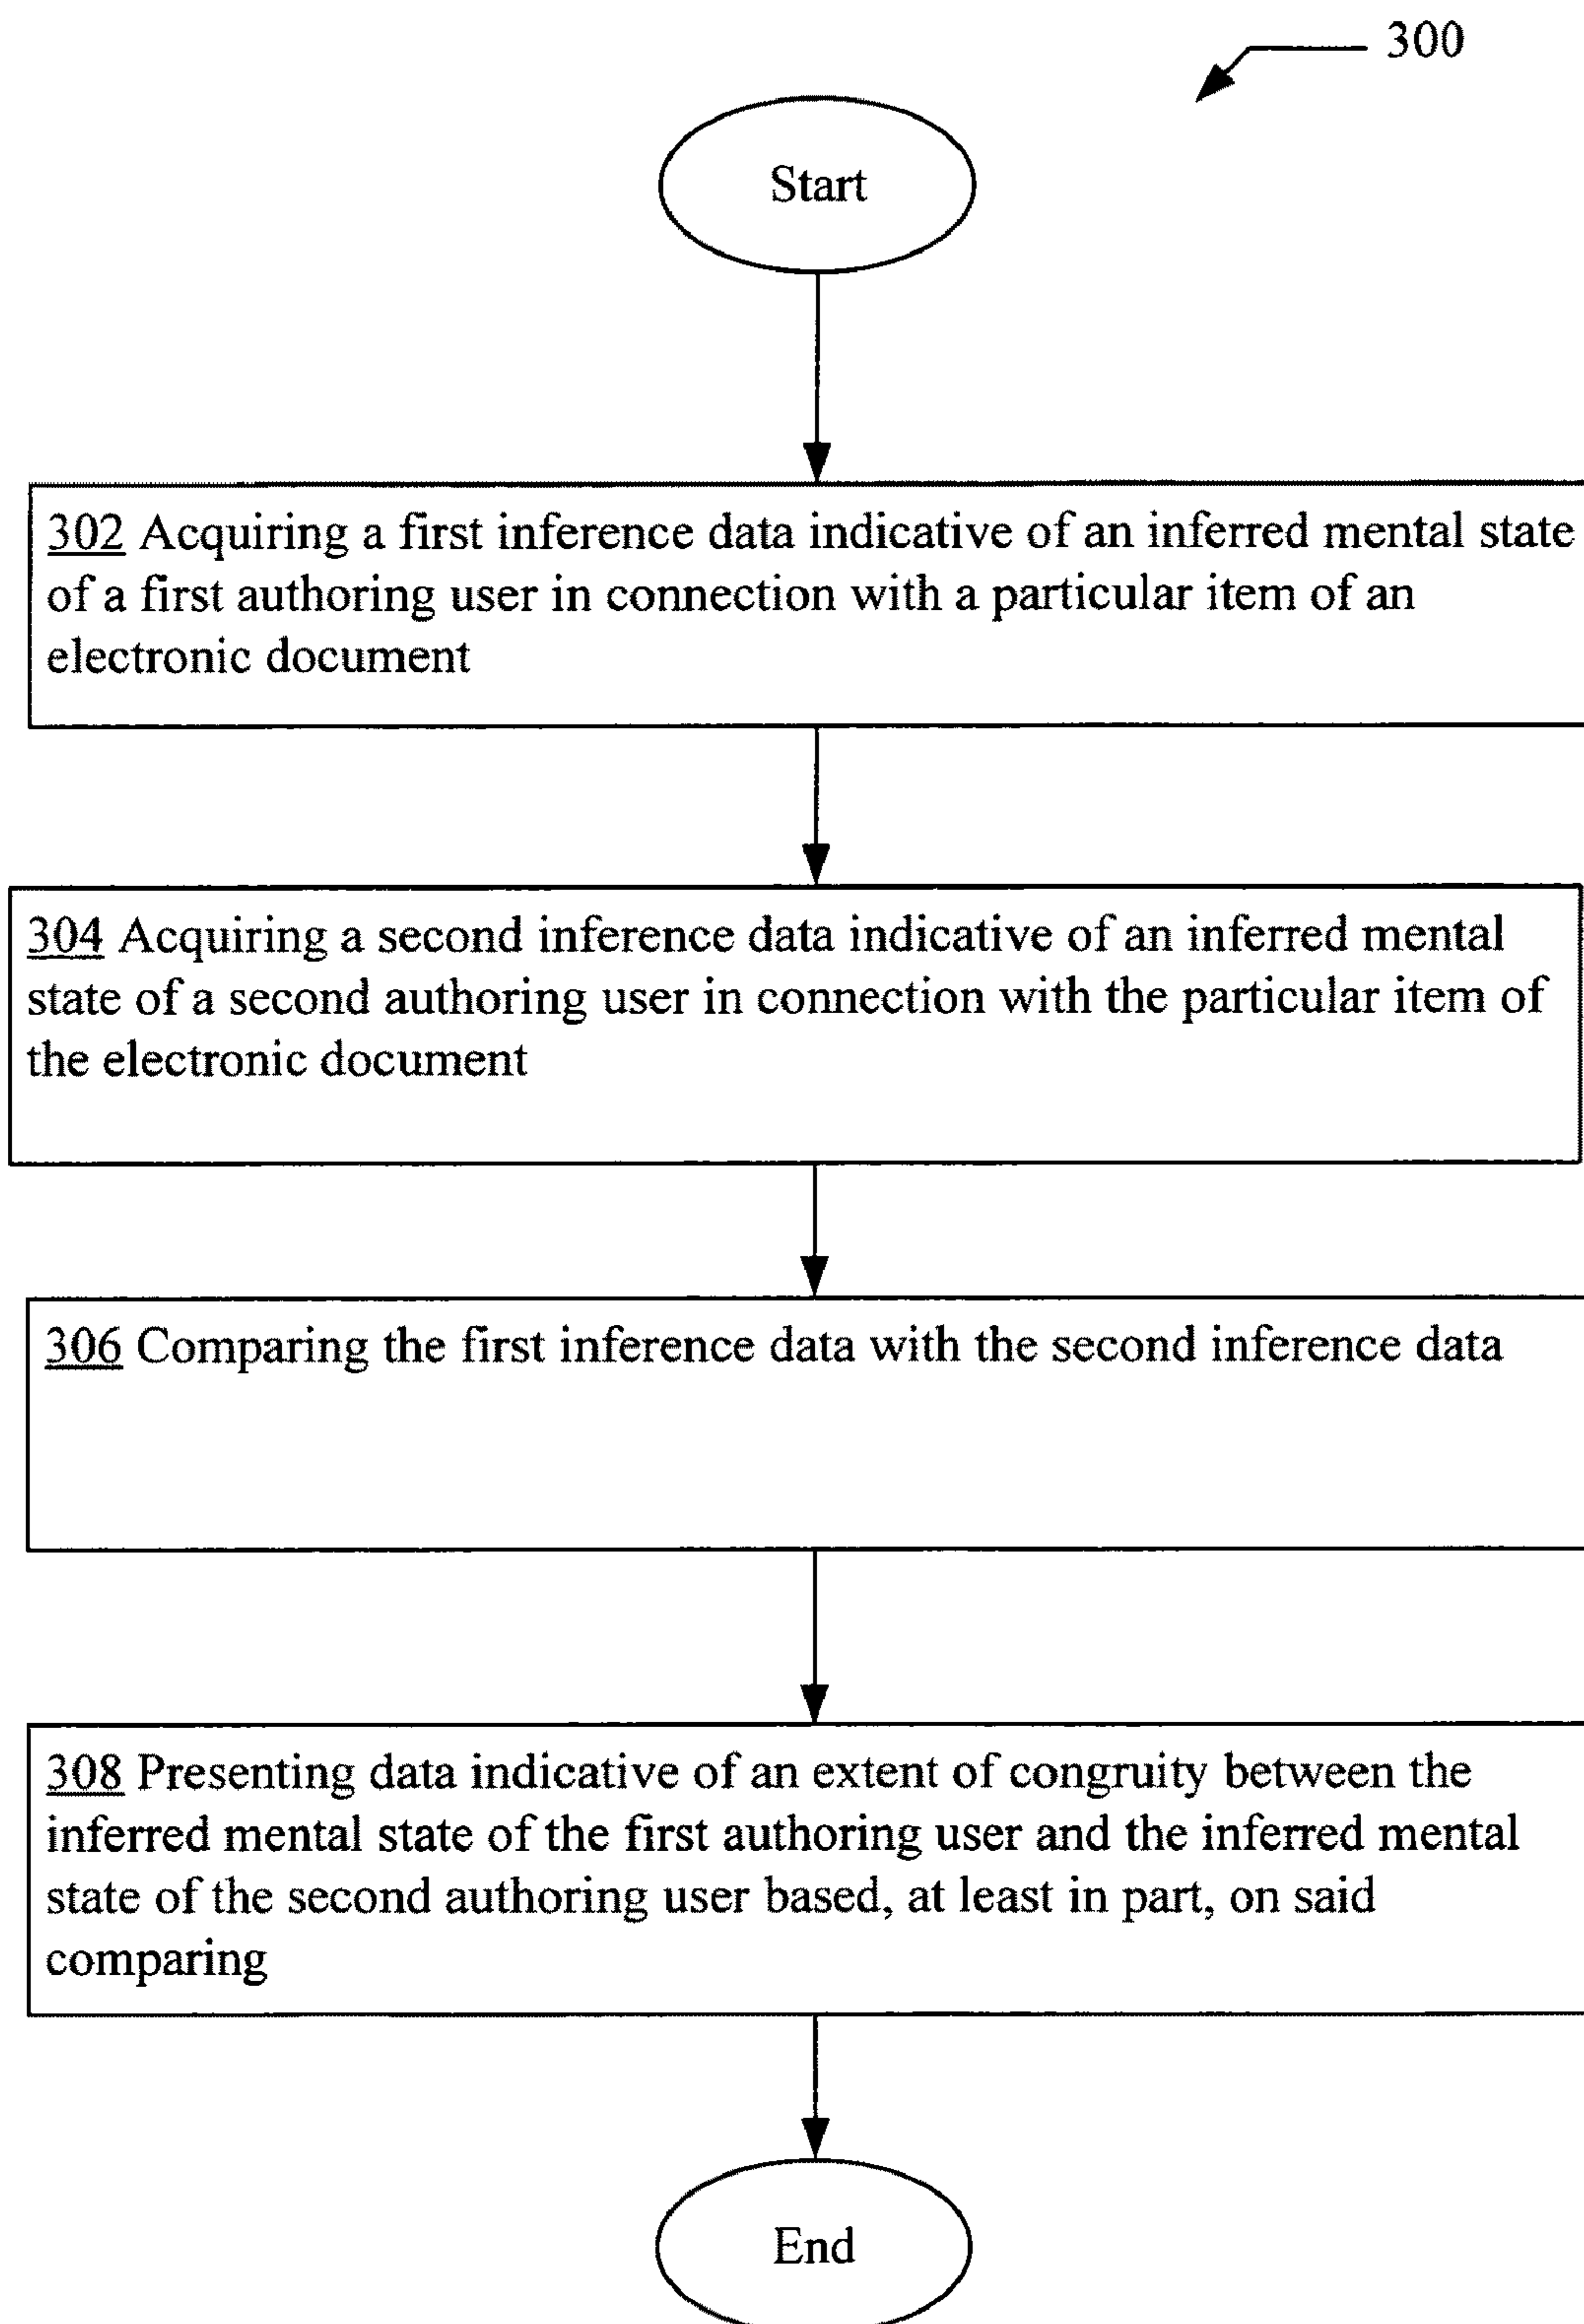 300
Start
302 Acquiring a first inference data indicative of an inferred mental state
of a first authoring user in connection with a particular item of an
electronic document
304 Acquiring a second inference data indicative of an inferred mental
state of a second authoring user in connection with the particular item of
the electronic document
306 Comparing the first inference data with the second inference data
308 Presenting data indicative of an extent of congruity between the
inferred mental state of the first authoring user and the inferred mental
state of the second authoring user based, at least in part, on said
comparing
End